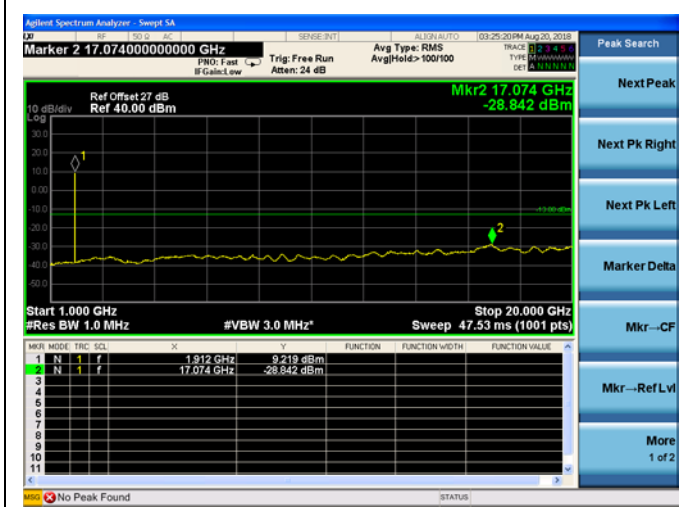 Agilent Spectrum Analyzer - Swept SA
RF 50 Ω AC SENSE:INT ALIGN AUTO 03:25:20 PM Aug 20, 2018
Marker 2 17.074000000000 GHz
PNO: Fast Trig: Free Run Avg Type: RMS TRACE 1 2 3 4 5 6
IFGain:Low Atten: 24 dB Avg|Hold:>100/100 TYPE M
DET A N N N N N
Mkr2 17.074 GHz
-28.842 dBm
Ref Offset 27 dB
10 dB/div Ref 40.00 dBm
Log
30.0
20.0
10.0
0.00
-10.0
-20.0
-30.0
-40.0
-50.0
1
-13.00 dBm
2
Start 1.000 GHz Stop 20.000 GHz
#Res BW 1.0 MHz #VBW 3.0 MHz* Sweep 47.53 ms (1001 pts)
MKR MODE TRC SCL X Y FUNCTION FUNCTION WIDTH FUNCTION VALUE
1 N 1 f 1.912 GHz 9.219 dBm
2 N 1 f 17.074 GHz -28.842 dBm
3
4
5
6
7
8
9
10
11
MSG No Peak Found STATUS
Peak Search
Next Peak
Next Pk Right
Next Pk Left
Marker Delta
Mkr→CF
Mkr→Ref Lvl
More
1 of 2